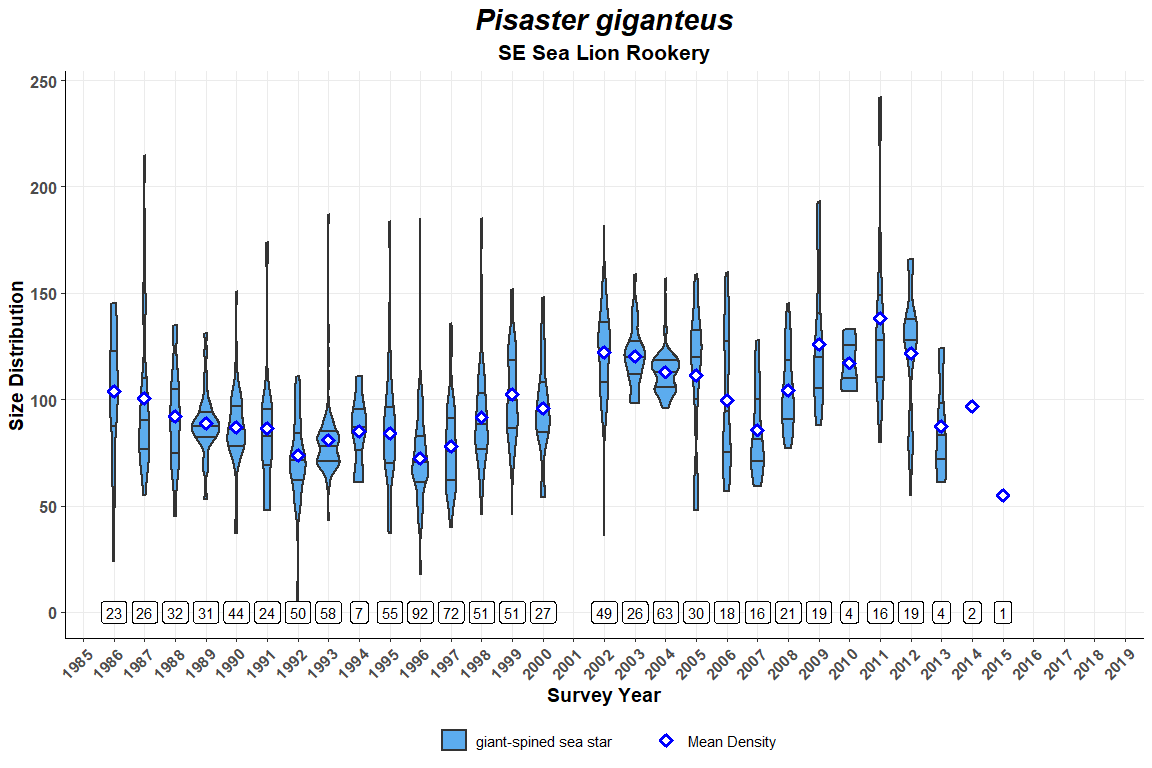 Pisaster giganteus
SE Sea Lion Rookery
Size Distribution
250
200
150
100
50
0
23 26 32 31 44 24 50 58 7 55 92 72 51 51 27 49 26 63 30 18 16 21 19 4 16 19 4 2 1
1985 1986 1987 1988 1989 1990 1991 1992 1993 1994 1995 1996 1997 1998 1999 2000 2001 2002 2003 2004 2005 2006 2007 2008 2009 2010 2011 2012 2013 2014 2015 2016 2017 2018 2019
Survey Year
giant-spined sea star Mean Density